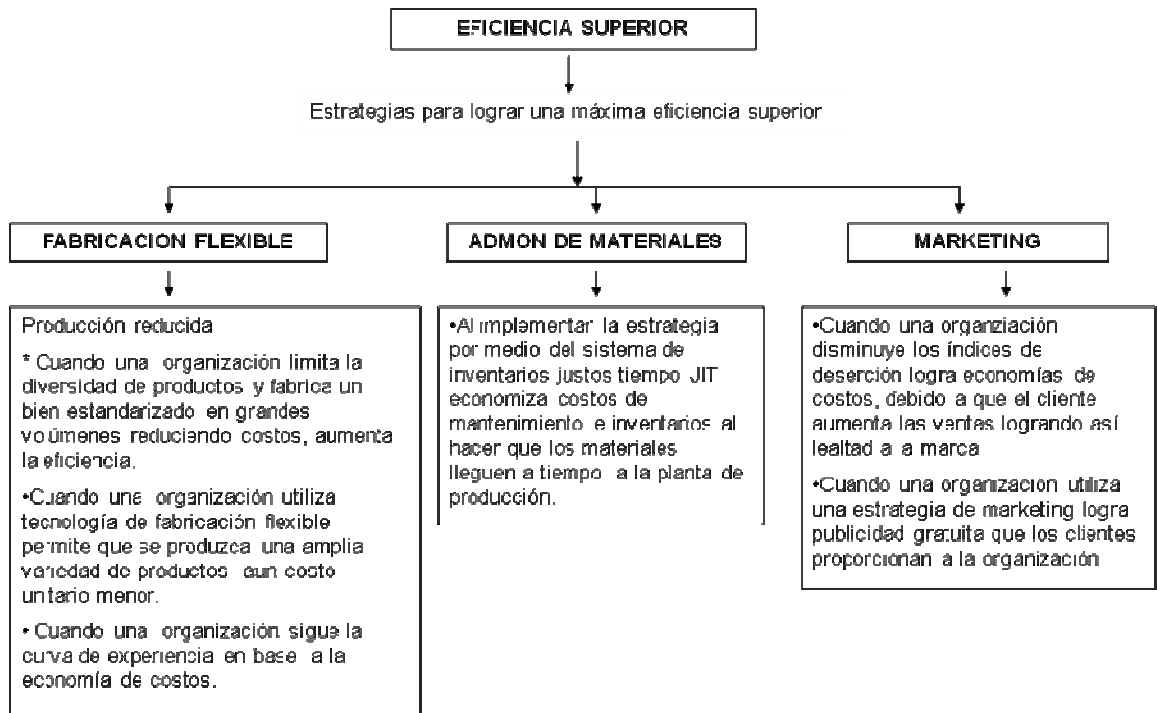 EFICIENCIA SUPERIOR
Estrategias para lograr una máxima eficiencia superior
FABRICACION FLEXIBLE
Producción reducida
* Cuando una organización limita la
diversidad de productos y fabrica un
bien estandarizado en grandes
volúmenes reduciendo costos, aumenta
la eficiencia.
•Cuando una organización utiliza
tecnología de fabricación flexible
permite que se produzca una amplia
variedad de productos aun costo
unitario menor.
• Cuando una organización sigue la
curva de experiencia en base a la
economía de costos.
ADMON DE MATERIALES
•Al implementar la estrategia
por medio del sistema de
inventarios justos tiempo JIT
economiza costos de
mantenimiento e inventarios al
hacer que los materiales
lleguen a tiempo a la planta de
producción.
MARKETING
•Cuando una organziación
disminuye los índices de
deserción logra economías de
costos, debido a que el cliente
aumenta las ventas logrando así
lealtad a a marca
•Cuando una organización utiliza
una estrategia de marketing logra
publicidad gratuita que los clientes
proporcionan a la organización